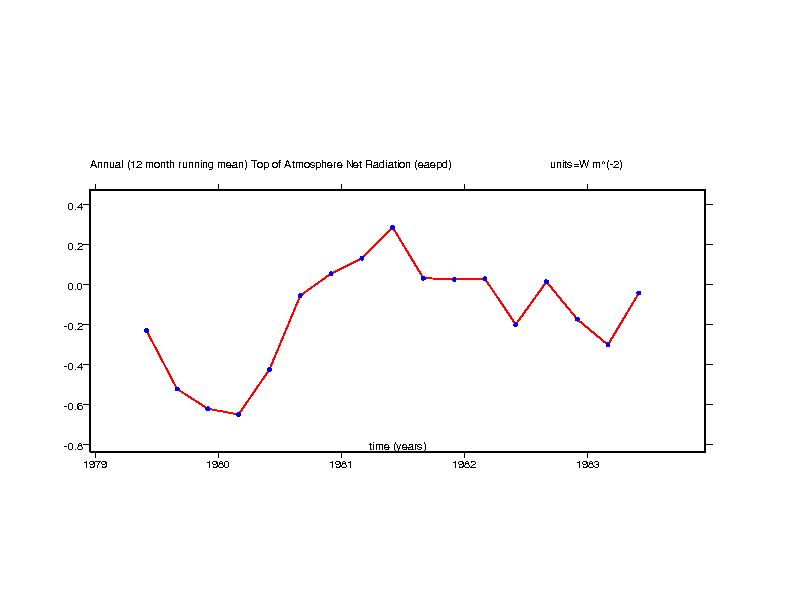 Annual (12 month running mean) Top of Atmosphere Net Radiation (eaepd) units=W m^(-2)
0.4
0.2
0.0
-0.2
-0.4
-0.6
-0.8
time (years)
1979 1980 1981 1982 1983